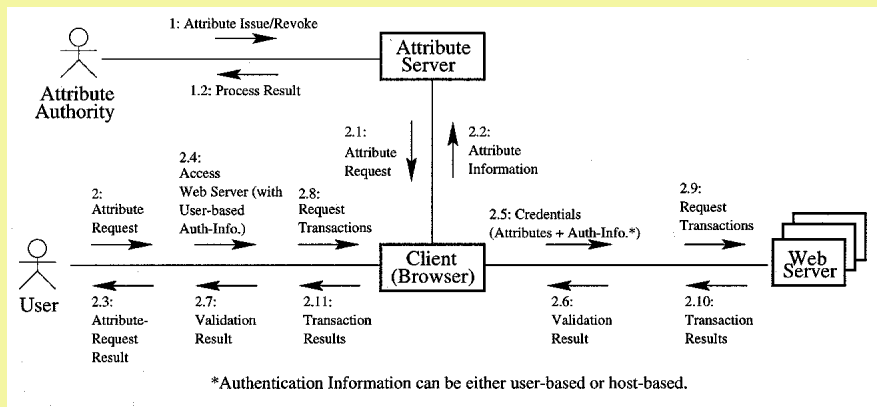 1: Attribute Issue/Revoke
Attribute
Server
1.2: Process Result
Attribute
Authority
2.1:
Attribute
Request
2.2:
Attribute
Information
2:
Attribute
Request
2.4:
Access
Web Server (with
User-based
Auth-Info.)
2.8:
Request
Transactions
2.5: Credentials
(Attributes + Auth-Info.*)
2.9:
Request
Transactions
User
Client
(Browser)
Web
Server
2.3:
Attribute-
Request
Result
2.7:
Validation
Result
2.11:
Transaction
Results
2.6:
Validation
Result
2.10:
Transaction
Results
*Authentication Information can be either user-based or host-based.